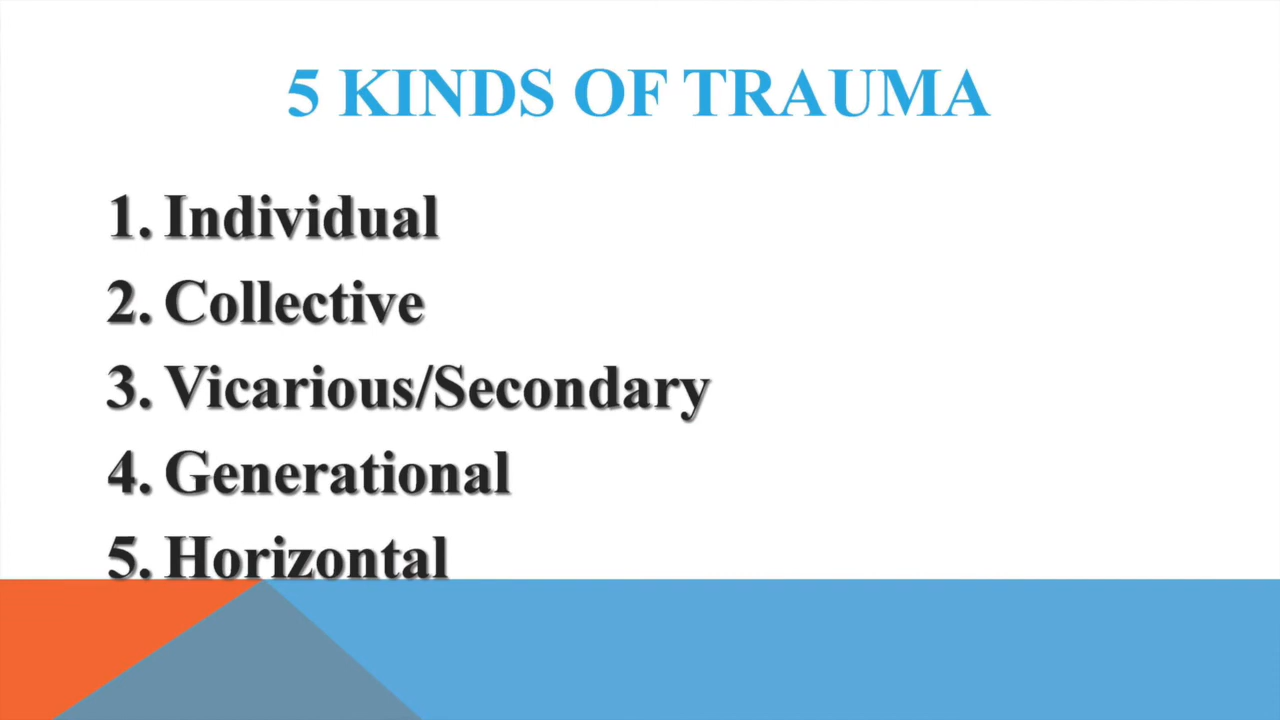 5 KINDS OF TRAUMA
1. Individual
2. Collective
3. Vicarious/Secondary
4. Generational
5. Horizontal